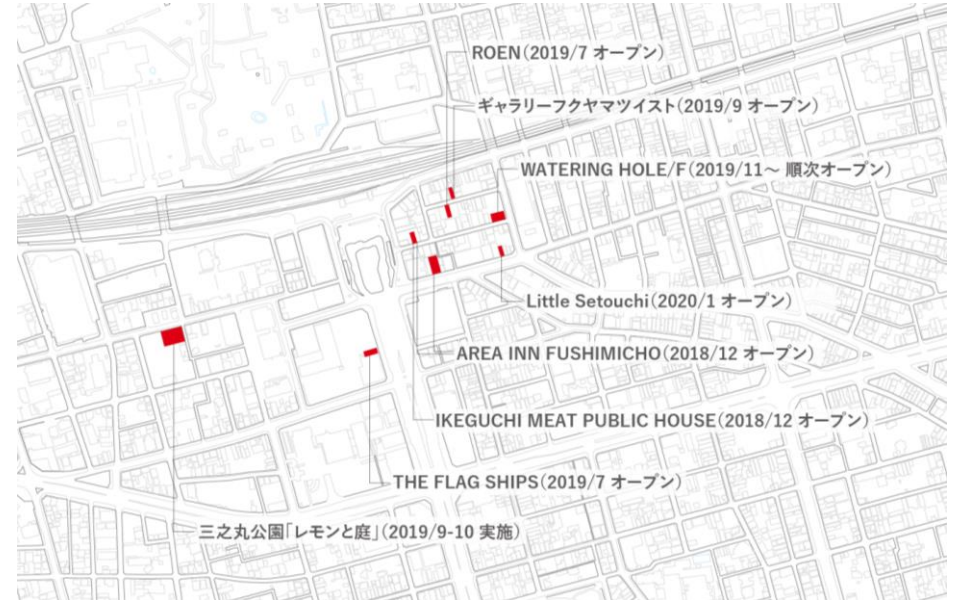 ROEN（2019/7 オープン）
ギャラリーフクヤマツイスト（2019/9 オープン）
WATERING HOLE/F（2019/11～ 順次オープン）
Little Setouchi（2020/1 オープン）
AREA INN FUSHIMICHO（2018/12 オープン）
IKEGUCHI MEAT PUBLIC HOUSE（2018/12 オープン）
THE FLAG SHIPS（2019/7 オープン）
三之丸公園「レモンと庭」（2019/9-10 実施）